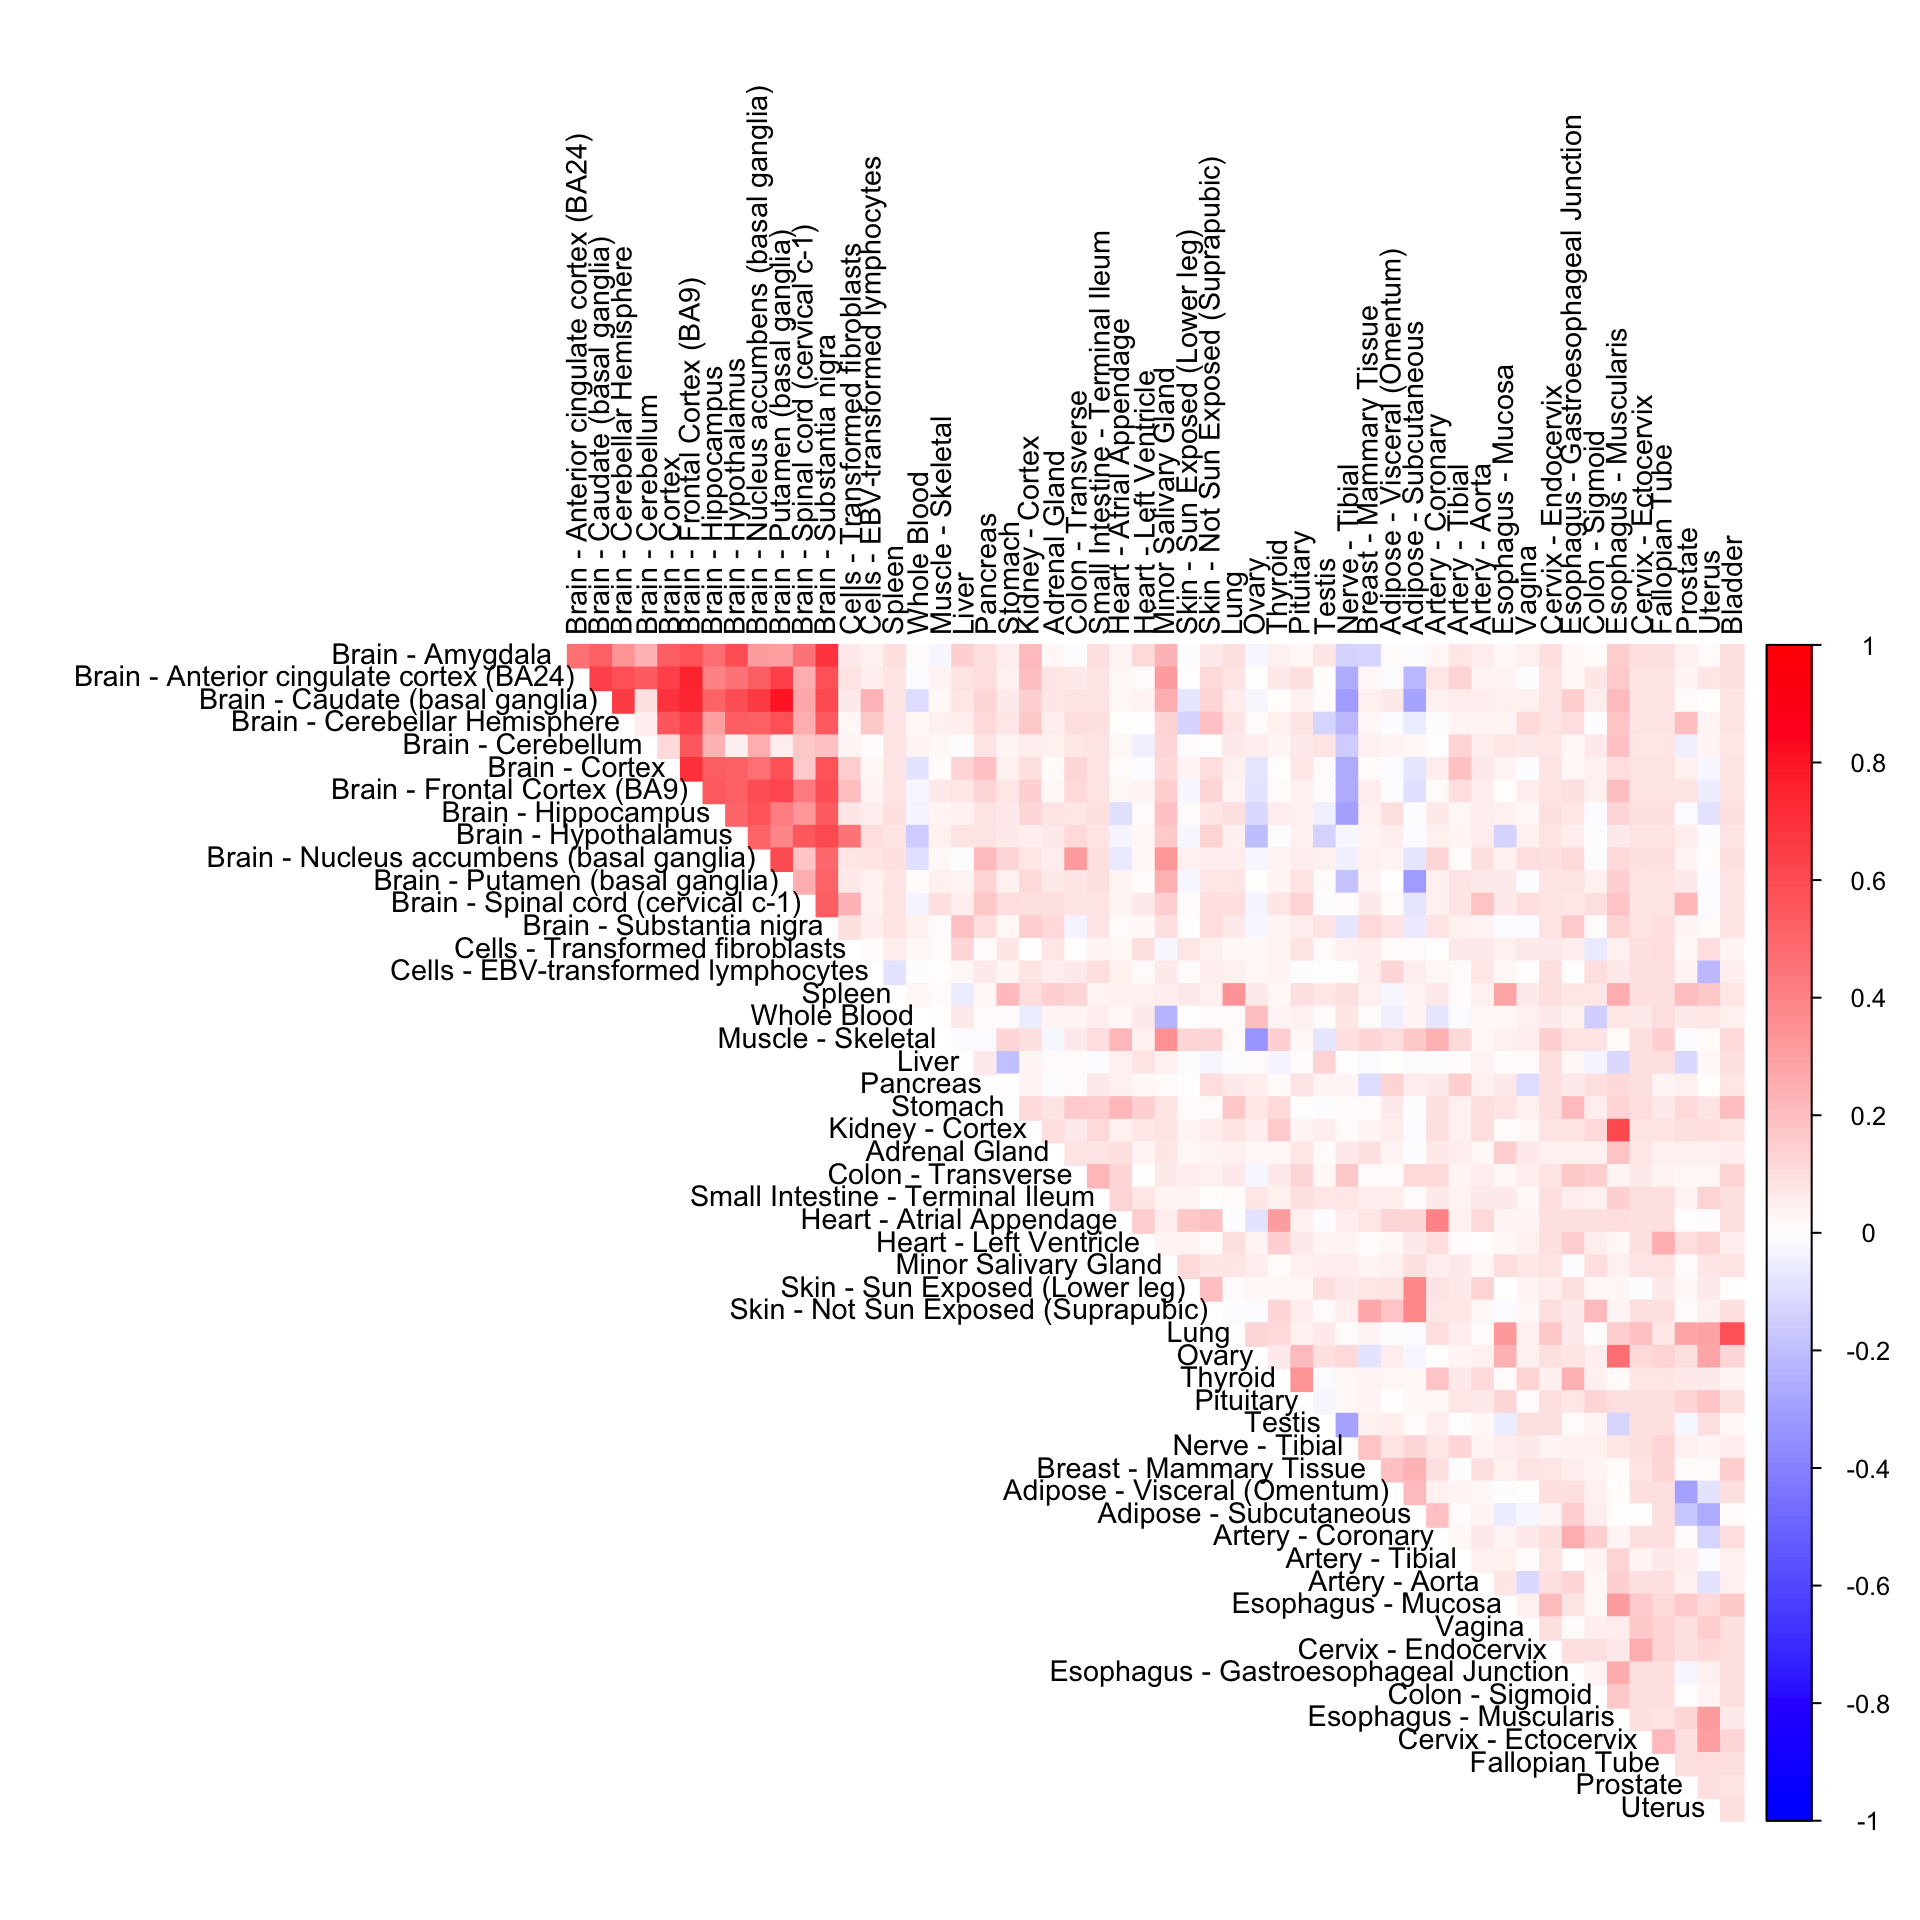 Brain - Anterior cingulate cortex (BA24)
Brain - Caudate (basal ganglia)
Brain - Cerebellar Hemisphere
Brain - Cerebellum
Brain - Cortex
Brain - Frontal Cortex (BA9)
Brain - Hippocampus
Brain - Hypothalamus
Brain - Nucleus accumbens (basal ganglia)
Brain - Putamen (basal ganglia)
Brain - Spinal cord (cervical c-1)
Brain - Substantia nigra
Cells - Transformed fibroblasts
Cells - EBV-transformed lymphocytes
Spleen
Whole Blood
Muscle - Skeletal
Liver
Pancreas
Stomach
Kidney - Cortex
Adrenal Gland
Colon - Transverse
Small Intestine - Terminal Ileum
Heart - Atrial Appendage
Heart - Left Ventricle
Minor Salivary Gland
Skin - Sun Exposed (Lower leg)
Skin - Not Sun Exposed (Suprapubic)
Lung
Ovary
Thyroid
Pituitary
Testis
Nerve - Tibial
Breast - Mammary Tissue
Adipose - Visceral (Omentum)
Adipose - Subcutaneous
Artery - Coronary
Artery - Tibial
Artery - Aorta
Esophagus - Mucosa
Vagina
Cervix - Endocervix
Esophagus - Gastroesophageal Junction
Colon - Sigmoid
Esophagus - Muscularis
Cervix - Ectocervix
Fallopian Tube
Prostate
Uterus
Bladder
Brain - Amygdala
Brain - Anterior cingulate cortex (BA24)
Brain - Caudate (basal ganglia)
Brain - Cerebellar Hemisphere
Brain - Cerebellum
Brain - Cortex
Brain - Frontal Cortex (BA9)
Brain - Hippocampus
Brain - Hypothalamus
Brain - Nucleus accumbens (basal ganglia)
Brain - Putamen (basal ganglia)
Brain - Spinal cord (cervical c-1)
Brain - Substantia nigra
Cells - Transformed fibroblasts
Cells - EBV-transformed lymphocytes
Spleen
Whole Blood
Muscle - Skeletal
Liver
Pancreas
Stomach
Kidney - Cortex
Adrenal Gland
Colon - Transverse
Small Intestine - Terminal Ileum
Heart - Atrial Appendage
Heart - Left Ventricle
Minor Salivary Gland
Skin - Sun Exposed (Lower leg)
Skin - Not Sun Exposed (Suprapubic)
Lung
Ovary
Thyroid
Pituitary
Testis
Nerve - Tibial
Breast - Mammary Tissue
Adipose - Visceral (Omentum)
Adipose - Subcutaneous
Artery - Coronary
Artery - Tibial
Artery - Aorta
Esophagus - Mucosa
Vagina
Cervix - Endocervix
Esophagus - Gastroesophageal Junction
Colon - Sigmoid
Esophagus - Muscularis
Cervix - Ectocervix
Fallopian Tube
Prostate
Uterus
1
0.8
0.6
0.4
0.2
0
-0.2
-0.4
-0.6
-0.8
-1